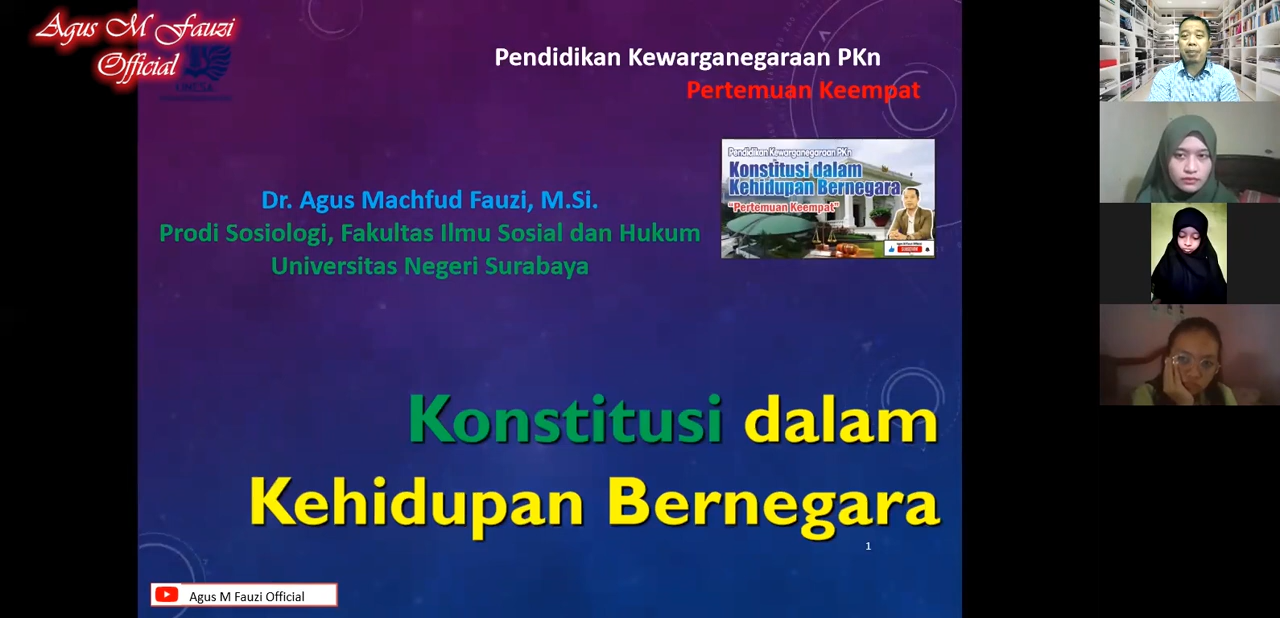 Agus M Fauzi
Official
UNESA
Pendidikan Kewarganegaraan PKn
Pertemuan Keempat
Pendidikan Kewarganegaraan PKn
Konstitusi dalam
Kehidupan Bernegara
"Pertemuan Keempat"
SUBSCRIBE
Dr. Agus Machfud Fauzi, M.Si.
Prodi Sosiologi, Fakultas Ilmu Sosial dan Hukum
Universitas Negeri Surabaya
Konstitusi dalam
Kehidupan Bernegara
1
Agus M Fauzi Official